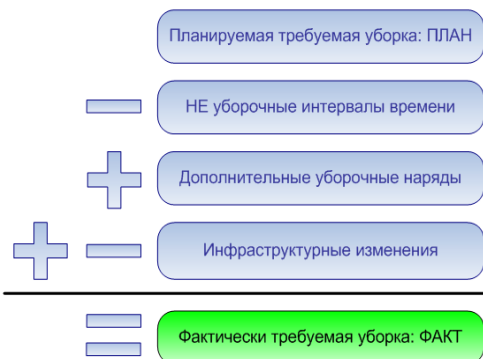 Планируемая требуемая уборка: ПЛАН
НЕ уборочные интервалы времени
Дополнительные уборочные наряды
Инфраструктурные изменения
Фактически требуемая уборка: ФАКТ